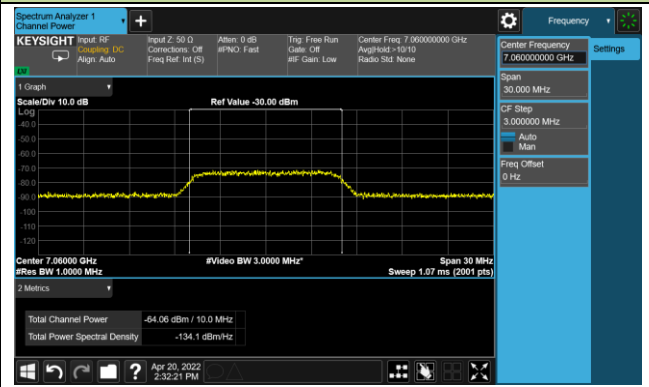 Spectrum Analyzer 1
Channel Power
Frequency
KEYSIGHT
Input: RF
Coupling: DC
Align: Auto
Input Z: 50 Ω
Corrections: Off
Freq Ref: Int (S)
Atten: 0 dB
#PNO: Fast
Trig: Free Run
Gate: Off
#IF Gain: Low
Center Freq: 7.060000000 GHz
Avg|Hold:>10/10
Radio Std: None
Center Frequency
7.060000000 GHz
Settings
Span
30.000 MHz
CF Step
3.000000 MHz
Auto
Man
Freq Offset
0 Hz
1 Graph
Scale/Div 10.0 dB
Ref Value -30.00 dBm
Log
-40.0
-50.0
-60.0
-70.0
-80.0
-90.0
-100
-110
-120
Center 7.06000 GHz
#Video BW 3.0000 MHz*
Span 30 MHz
#Res BW 1.0000 MHz
Sweep 1.07 ms (2001 pts)
2 Metrics
Total Channel Power -64.06 dBm / 10.0 MHz
Total Power Spectral Density -134.1 dBm/Hz
?
Apr 20, 2022
2:32:21 PM